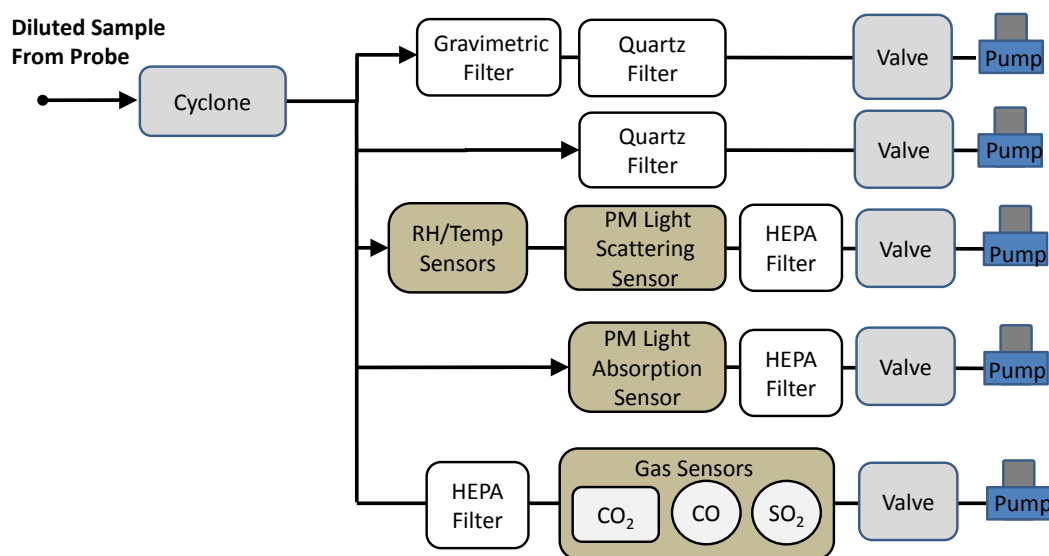 Diluted Sample
From Probe
Cyclone
Gravimetric
Filter
Quartz
Filter
Valve
Pump
Quartz
Filter
Valve
Pump
RH/Temp
Sensors
PM Light
Scattering
Sensor
HEPA
Filter
Valve
Pump
PM Light
Absorption
Sensor
HEPA
Filter
Valve
Pump
HEPA
Filter
Gas Sensors
CO₂
CO
SO₂
Valve
Pump